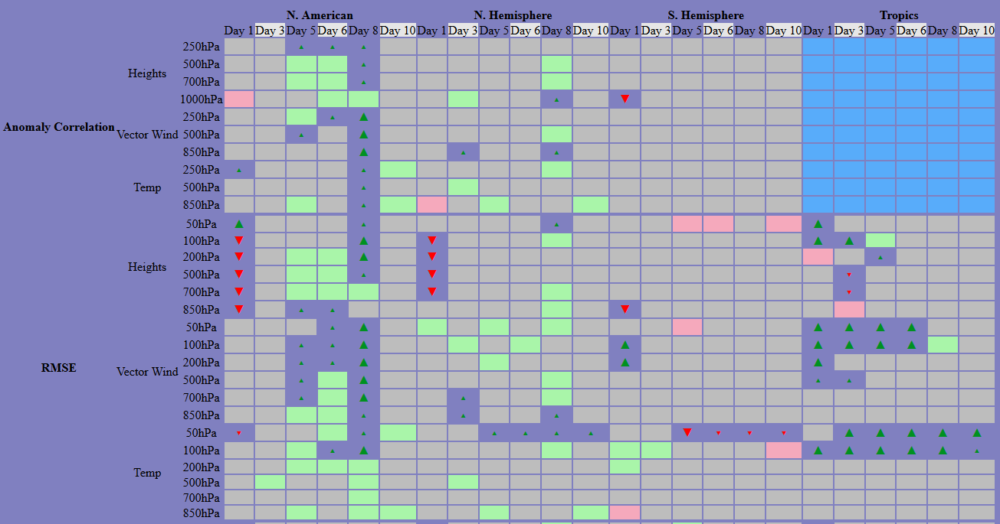 N. American N. Hemisphere S. Hemisphere Tropics
Day 1 Day 3 Day 5 Day 6 Day 8 Day 10 Day 1 Day 3 Day 5 Day 6 Day 8 Day 10 Day 1 Day 3 Day 5 Day 6 Day 8 Day 10 Day 1 Day 3 Day 5 Day 6 Day 8 Day 10
Anomaly Correlation
Heights
250hPa
500hPa
700hPa
1000hPa
Vector Wind
250hPa
500hPa
850hPa
Temp
250hPa
500hPa
850hPa
RMSE
Heights
50hPa
100hPa
200hPa
500hPa
700hPa
850hPa
Vector Wind
50hPa
100hPa
200hPa
500hPa
700hPa
850hPa
Temp
50hPa
100hPa
200hPa
500hPa
700hPa
850hPa